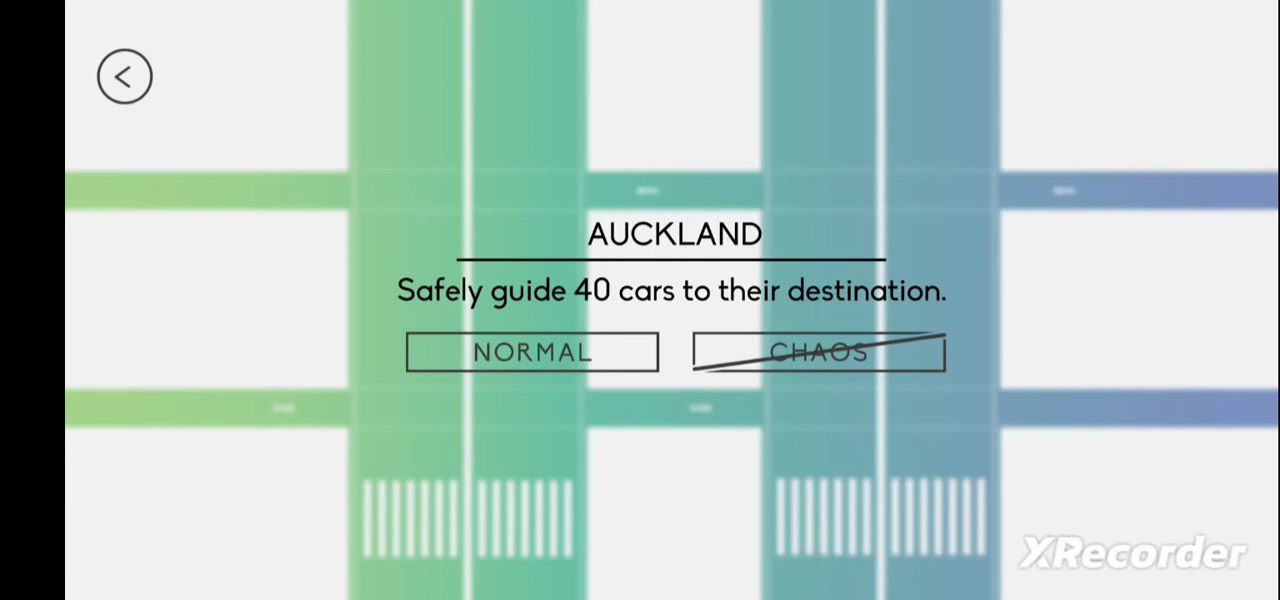 AUCKLAND
Safely guide 40 cars to their destination.
NORMAL
CHAOS
XRecorder